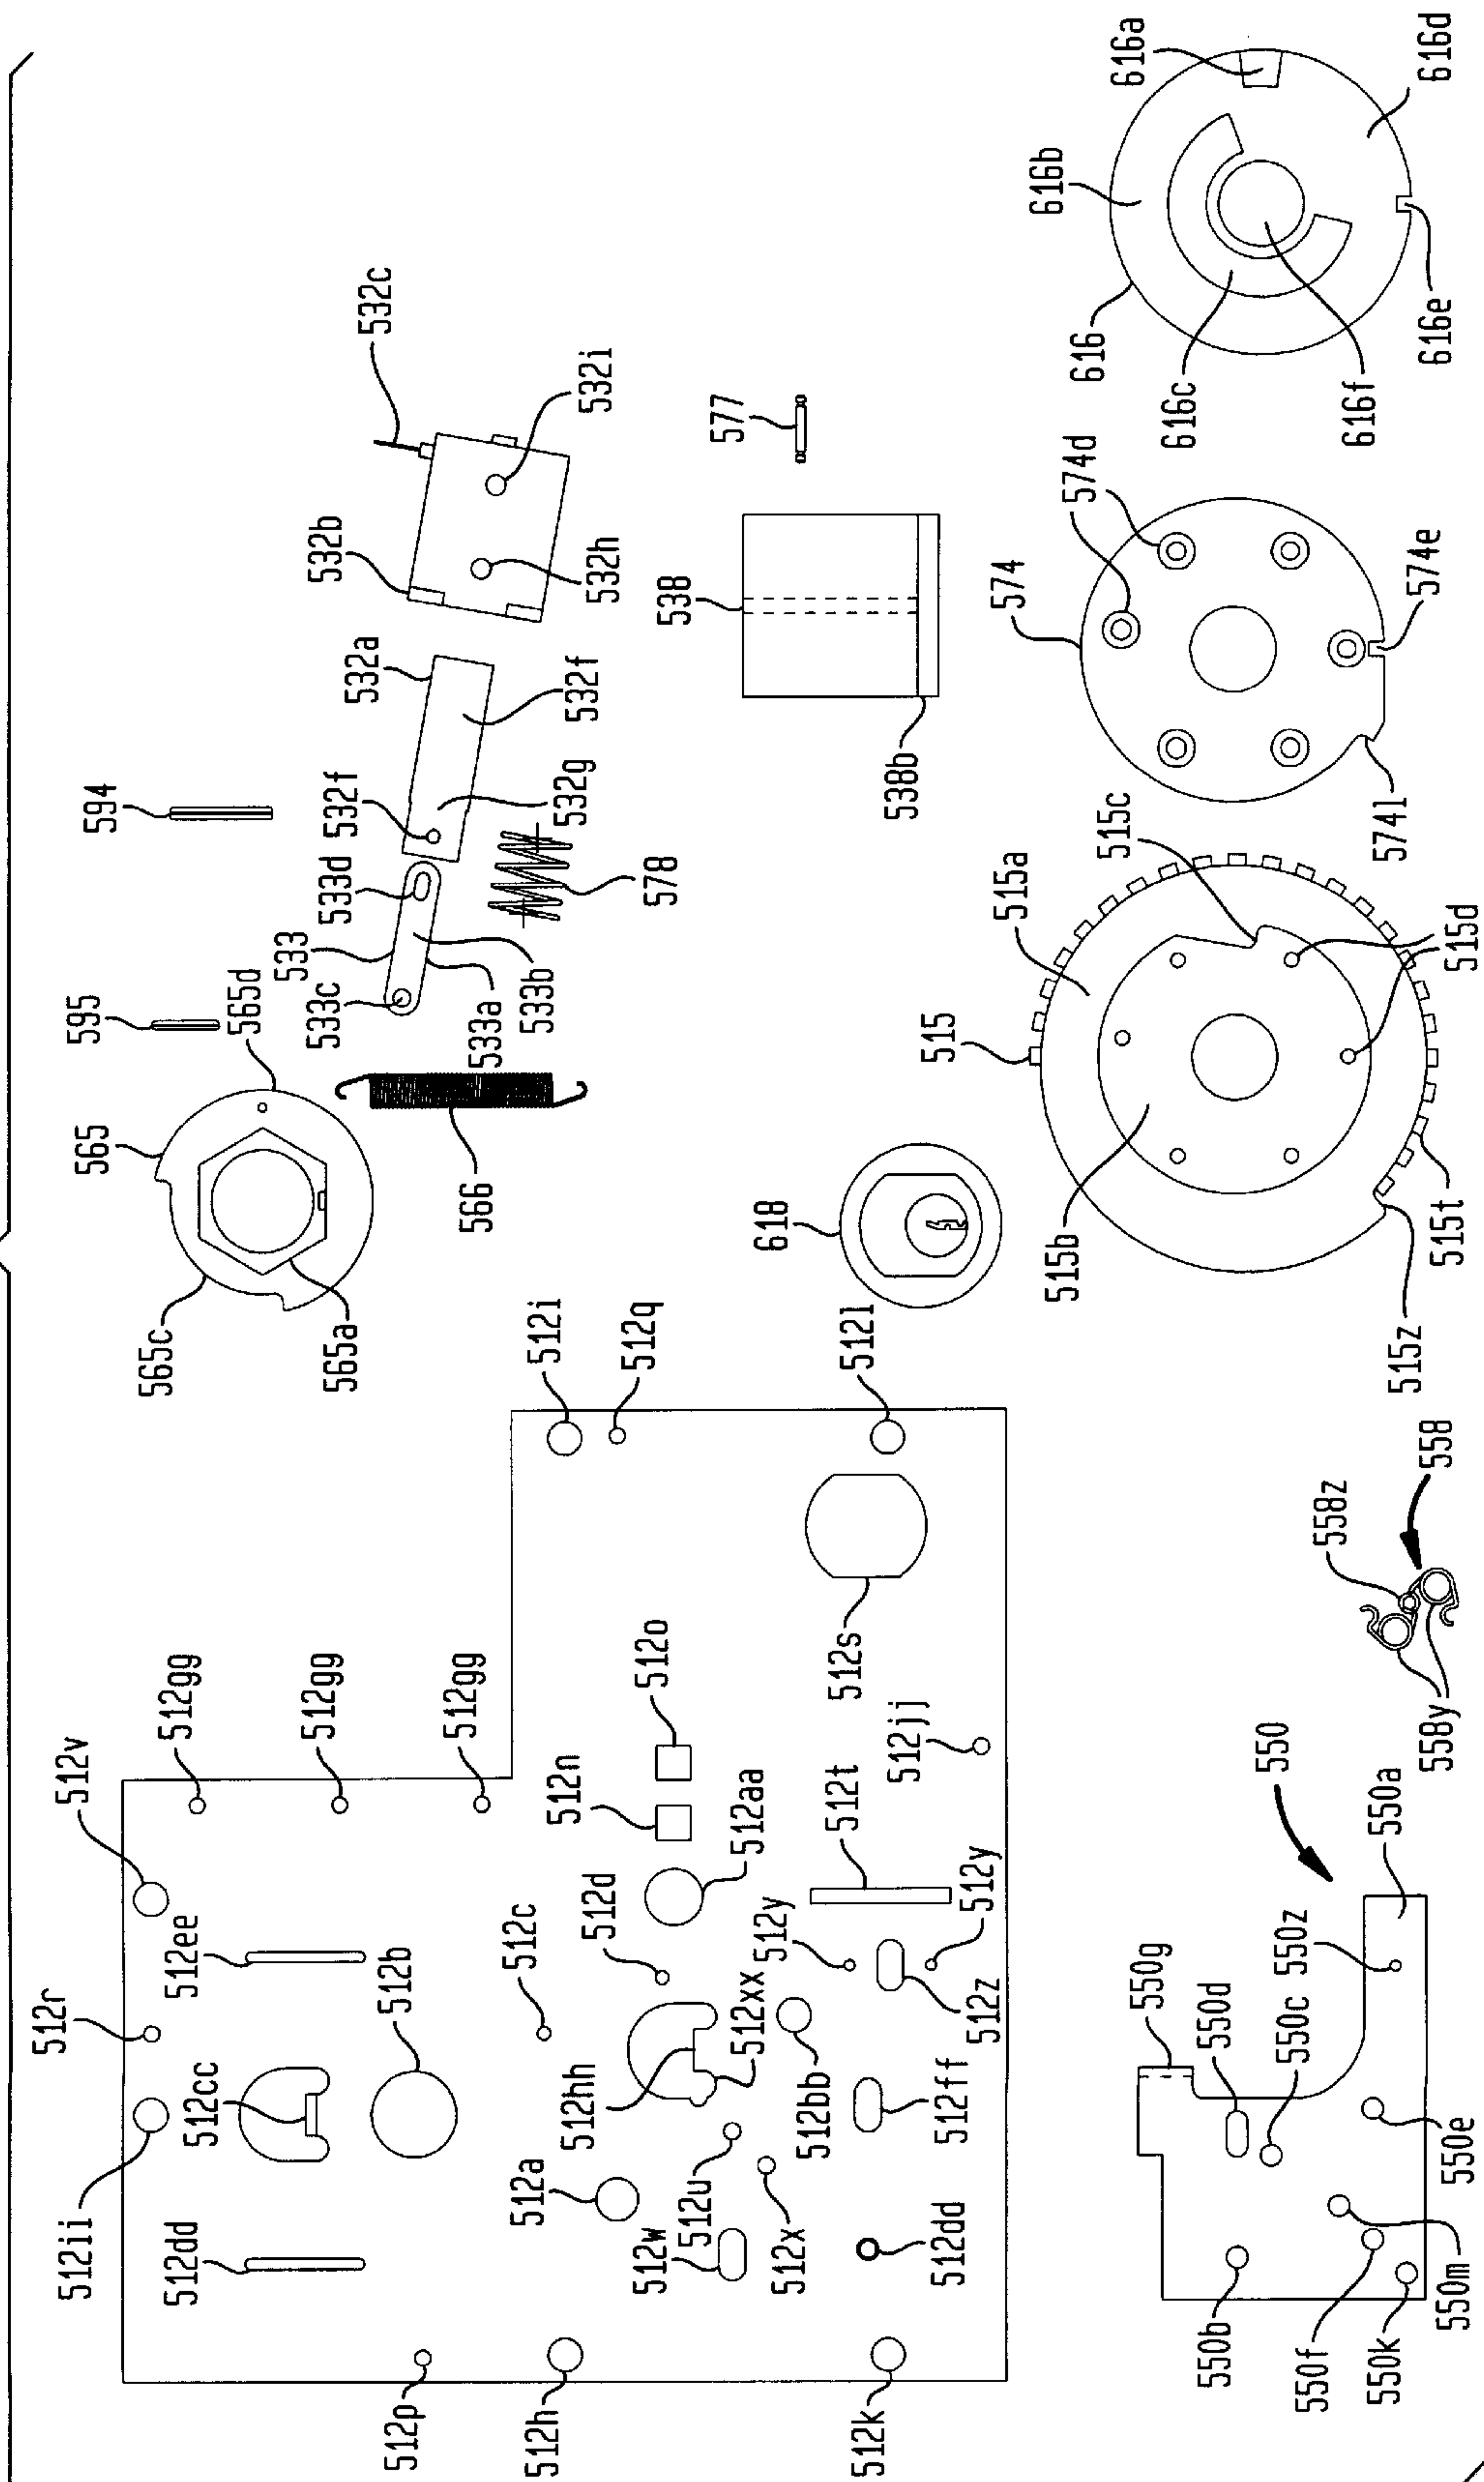 512ii
512r
512v
512gg
512gg
512gg
512dd
512cc
512ee
512b
512p
512h
512k
512a
512c
512d
512n
512o
512i
512q
512l
512hh
512xx
512aa
512w
512u
512x
512bb
512y
512y
512t
512s
512jj
512dd
512ff
512z
565c
565
565a
565d
595
594
566
533c
533
533d
533a
533b
532f
532a
532g
532f
578
532b
532c
532h
532i
618
538
538b
577
550
550g
550d
550c
550z
550a
550b
550f
550k
550m
550e
558z
558
558y
515
515a
515c
515b
515z
515t
515d
574
574d
574l
574e
616
616b
616a
616c
616f
616e
616d